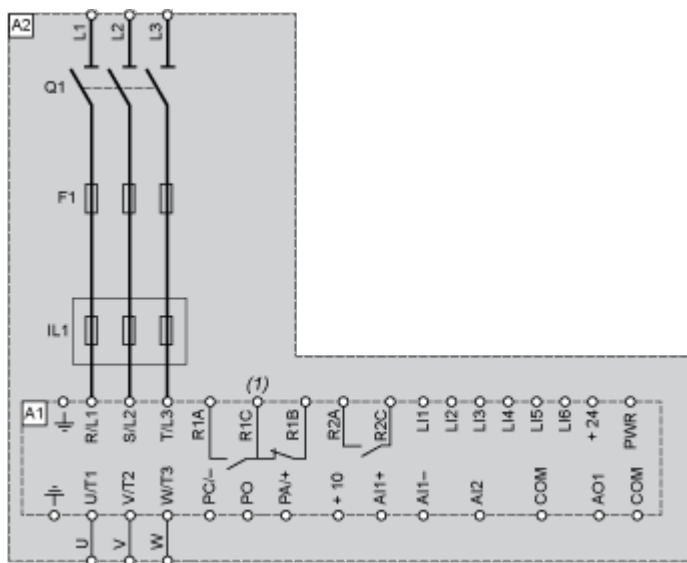 A2
L1 L2 L3
Q1
F1
IL1
(1)
A1
R/L1 S/L2 T/L3 R1A R1C R1B R2A R2C LI1 LI2 LI3 LI4 LI5 LI6 + 24 PWR
U/T1 V/T2 W/T3 PC/– PO PA/+ + 10 AI1+ AI1– AI2 COM AO1 COM
U V W